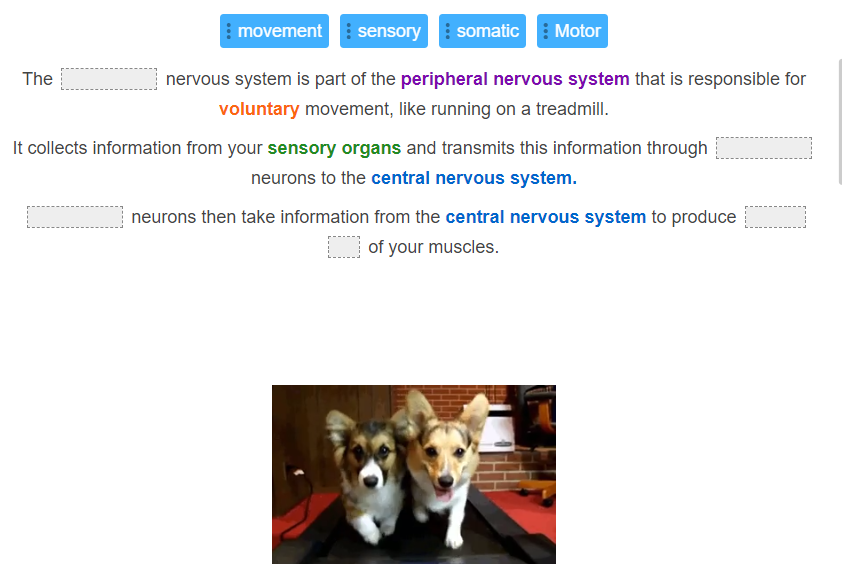 movement sensory somatic Motor
The nervous system is part of the peripheral nervous system that is responsible for
voluntary movement, like running on a treadmill.
It collects information from your sensory organs and transmits this information through
neurons to the central nervous system.
neurons then take information from the central nervous system to produce
of your muscles.